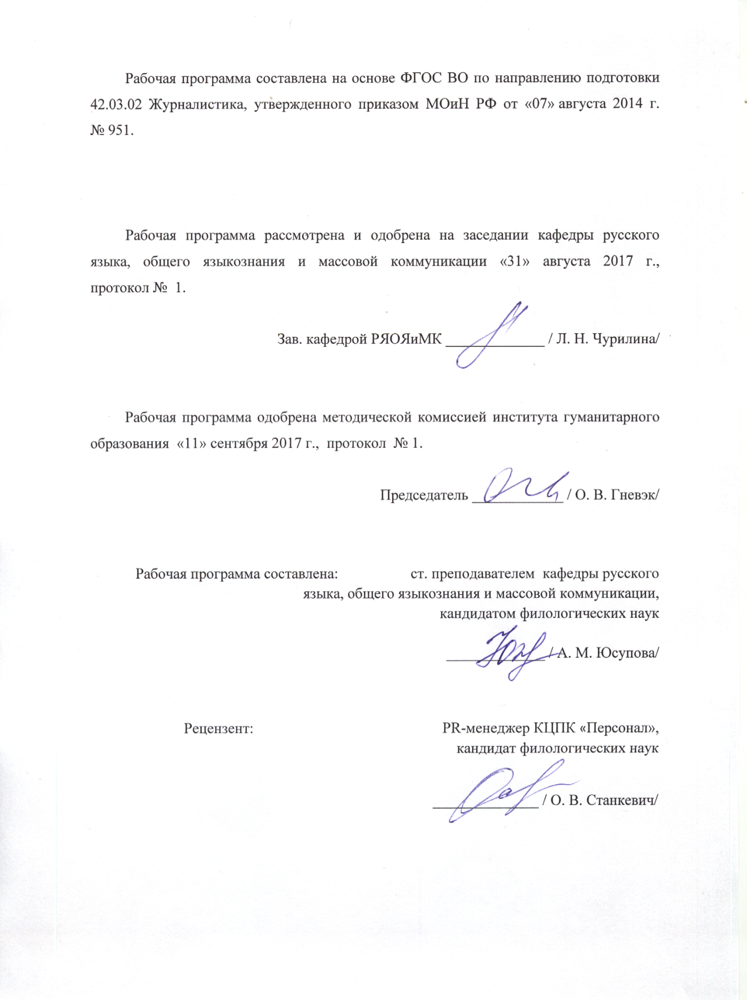 Рабочая программа составлена на основе ФГОС ВО по направлению подготовки
42.03.02 Журналистика, утвержденного приказом МОиН РФ от «07» августа 2014 г.
№ 951.
Рабочая программа рассмотрена и одобрена на заседании кафедры русского
языка, общего языкознания и массовой коммуникации «31» августа 2017 г.,
протокол № 1.
Зав. кафедрой РЯОЯиМК ______________ / Л. Н. Чурилина/
Рабочая программа одобрена методической комиссией института гуманитарного
образования «11» сентября 2017 г., протокол № 1.
Председатель _____________ / О. В. Гневэк/
Рабочая программа составлена: ст. преподавателем кафедры русского
языка, общего языкознания и массовой коммуникации,
кандидатом филологических наук
______________ / А. М. Юсупова/
Рецензент: PR-менеджер КЦПК «Персонал»,
кандидат филологических наук
_______________ / О. В. Станкевич/